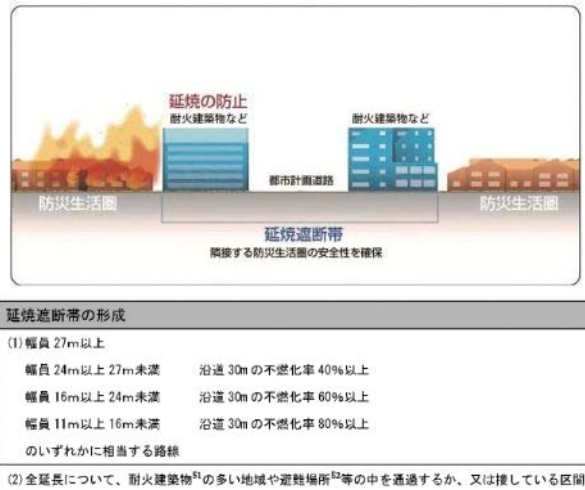 延焼の防止
耐火建築物など
耐火建築物など
都市計画道路
防災生活圏
防災生活圏
延焼遮断帯
隣接する防災生活圏の安全性を確保
延焼遮断帯の形成
(1)幅員 27m以上
幅員 24m以上 27m未満 沿道 30m の不燃化率 40%以上
幅員 16m以上 24m未満 沿道 30m の不燃化率 60%以上
幅員 11m以上 16m未満 沿道 30m の不燃化率 80%以上
のいずれかに相当する路線
(2)全延長について、耐火建築物§1の多い地域や避難場所§2等の中を通過するか、又は接している区間